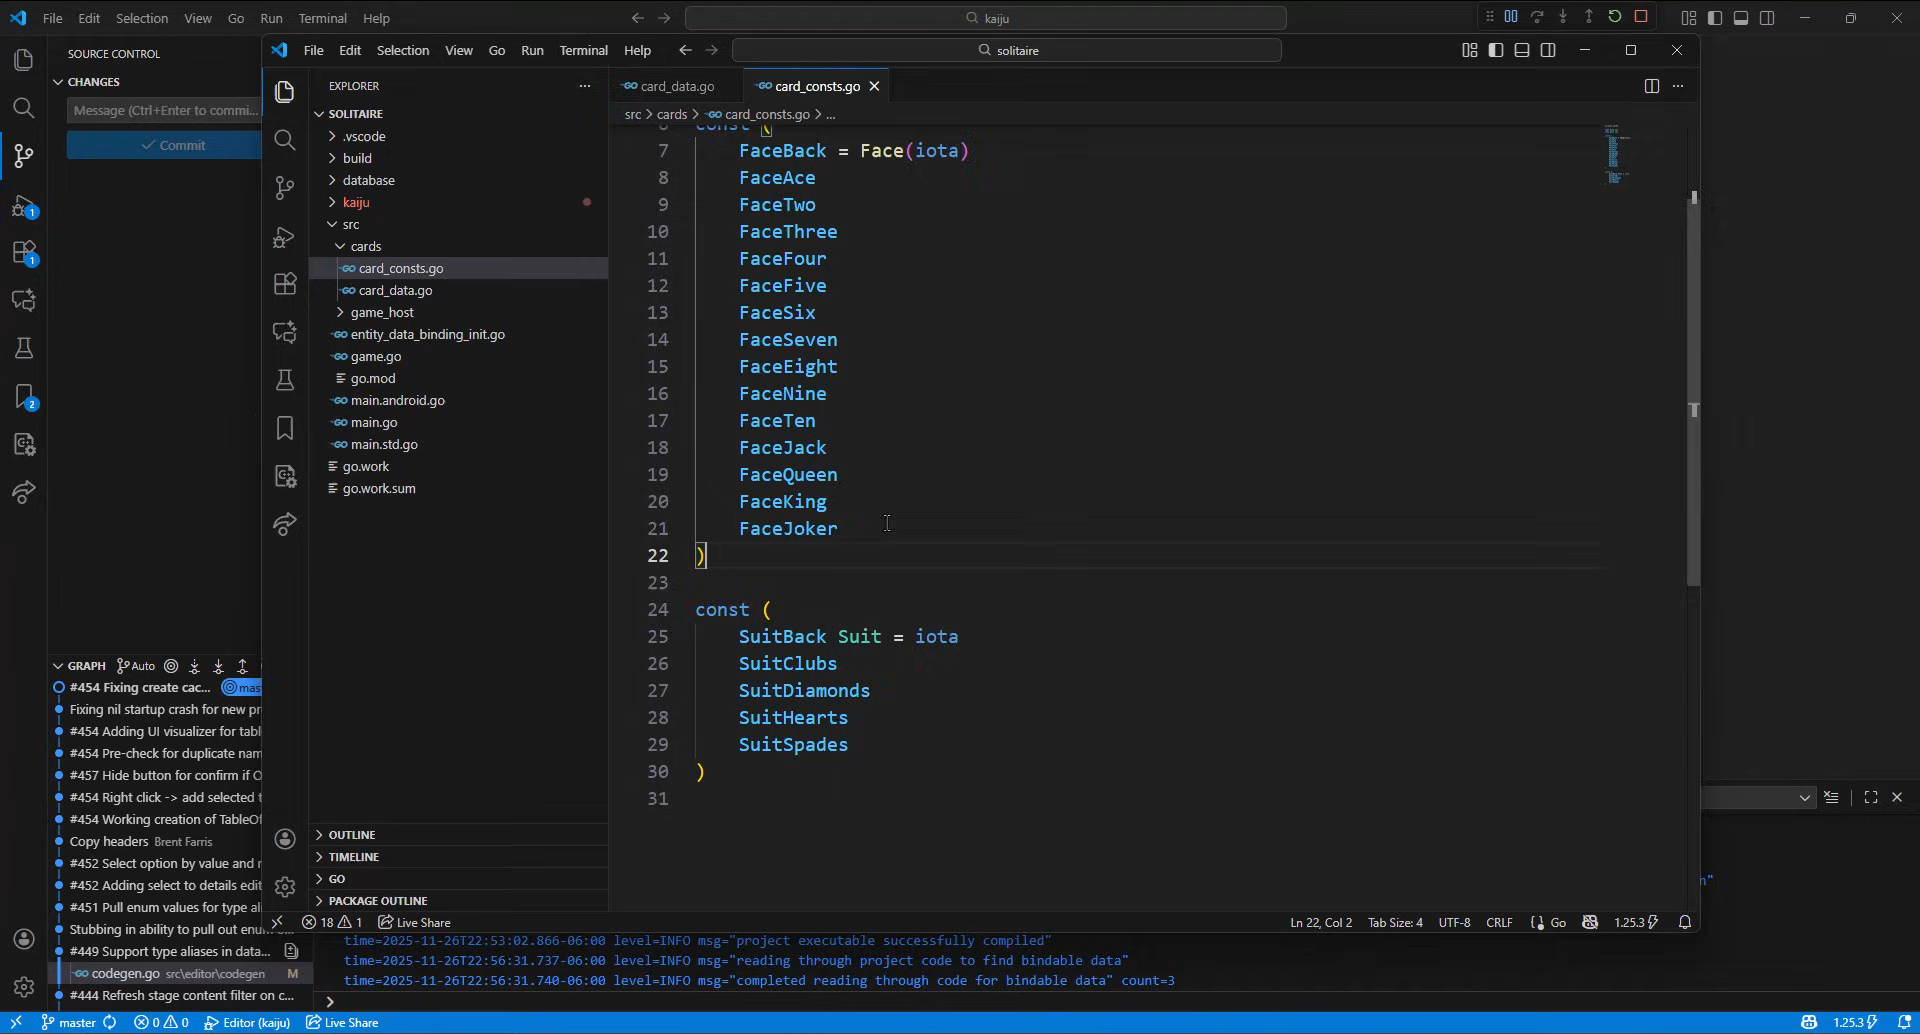 File Edit Selection View Go Run Terminal Help
kaiju
SOURCE CONTROL
CHANGES
Message (Ctrl+Enter to commi...
Commit
GRAPH Auto
#454 Fixing create cac... mas
Fixing nil startup crash for new pr
#454 Adding UI visualizer for tabl
#454 Pre-check for duplicate nam
#457 Hide button for confirm if O
#454 Right click -> add selected t
#454 Working creation of TableOf
Copy headers Brent Farris
#452 Select option by value and r
#452 Adding select to details edit
#451 Pull enum values for type ali
Stubbing in ability to pull out enum
#449 Support type aliases in data...
codegen.go src\editor\codegen M
#444 Refresh stage content filter on c...
1
1
2
File Edit Selection View Go Run Terminal Help
solitaire
EXPLORER
SOLITAIRE
.vscode
build
database
kaiju
src
cards
card_consts.go
card_data.go
game_host
entity_data_binding_init.go
game.go
go.mod
main.android.go
main.go
main.std.go
go.work
go.work.sum
OUTLINE
TIMELINE
GO
PACKAGE OUTLINE
card_data.go
card_consts.go
src > cards > card_consts.go > ...
6 const (
7 FaceBack = Face(iota)
8 FaceAce
9 FaceTwo
10 FaceThree
11 FaceFour
12 FaceFive
13 FaceSix
14 FaceSeven
15 FaceEight
16 FaceNine
17 FaceTen
18 FaceJack
19 FaceQueen
20 FaceKing
21 FaceJoker
22 )
23
24 const (
25 SuitBack Suit = iota
26 SuitClubs
27 SuitDiamonds
28 SuitHearts
29 SuitSpades
30 )
31
18 1 Live Share
Ln 22, Col 2 Tab Size: 4 UTF-8 CRLF Go 1.25.3
n"
time=2025-11-26T22:53:02.866-06:00 level=INFO msg="project executable successfully compiled"
time=2025-11-26T22:56:31.737-06:00 level=INFO msg="reading through project code to find bindable data"
time=2025-11-26T22:56:31.740-06:00 level=INFO msg="completed reading through code for bindable data" count=3
master 0 0 Editor (kaiju) Live Share
1.25.3